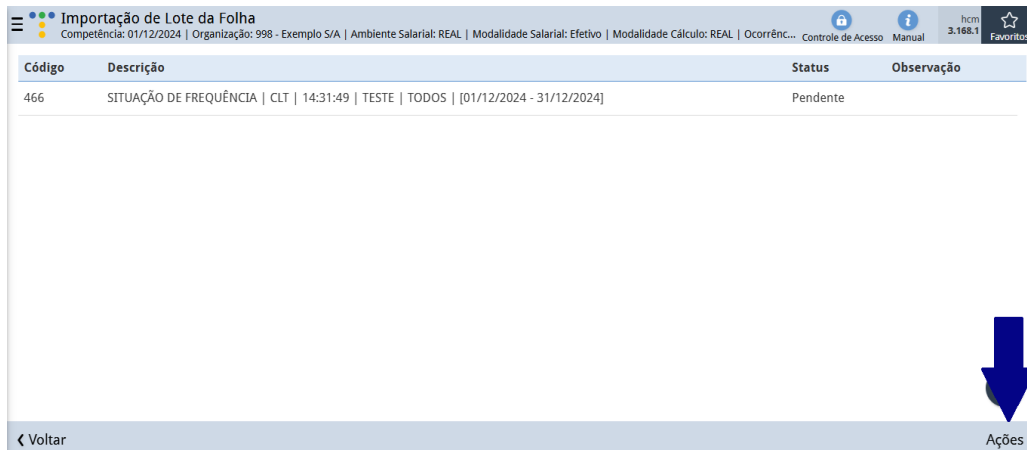 Importação de Lote da Folha
Competência: 01/12/2024 | Organização: 998 - Exemplo S/A | Ambiente Salarial: REAL | Modalidade Salarial: Efetivo | Modalidade Cálculo: REAL | Ocorrênc...
Controle de Acesso
Manual
hcm
3.168.1
Favoritos
Código Descrição Status Observação
466 SITUAÇÃO DE FREQUÊNCIA | CLT | 14:31:49 | TESTE | TODOS | [01/12/2024 - 31/12/2024] Pendente
Voltar Ações